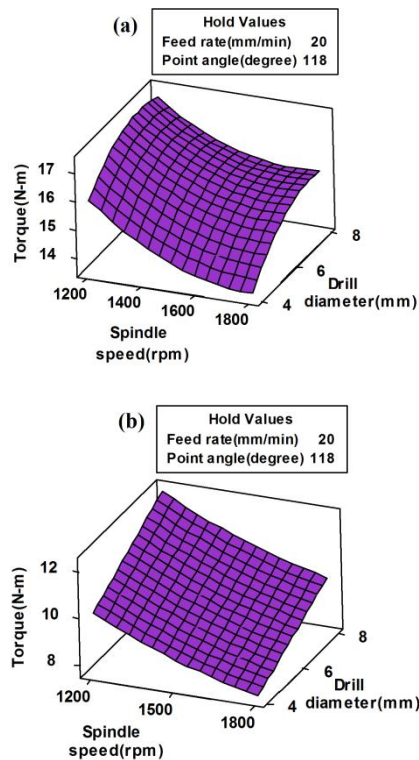 (a)
Hold Values
Feed rate(mm/min) 20
Point angle(degree) 118
Torque(N-m)
17
16
15
14
1200
1400
1600
1800
Spindle
speed(rpm)
4
6
8
Drill
diameter(mm)
(b)
Hold Values
Feed rate(mm/min) 20
Point angle(degree) 118
Torque(N-m)
12
10
8
1200
1500
1800
Spindle
speed(rpm)
4
6
8
Drill
diameter(mm)